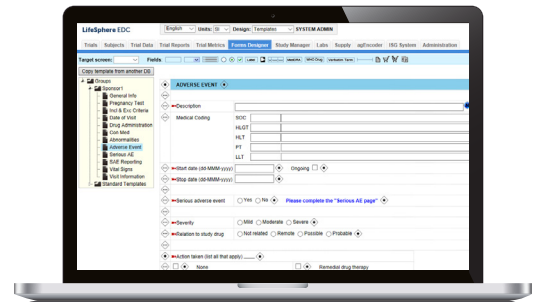 LifeSphere EDC English Units: SI Design: Templates SYSTEM ADMIN
Trials Subjects Trial Data Trial Reports Trial Metrics Forms Designer Study Manager Labs Supply agEncoder tSG System Administration
Target screen: Fields
Copy template from another DB
Groups
Sponsor1
General Info
Pregnancy Test
Incl & Exc Criteria
Date of Visit
Drug Administration
Con Med
Abnormalities
Adverse Event
Serious AE
SAE Reporting
Vital Signs
Visit Information
Standard Templates
ADVERSE EVENT
Description
Medical Coding SOC
HLGT
HLT
PT
LLT
Start date (dd-MMM-yyyy) Ongoing
Stop date (dd-MMM-yyyy)
Serious adverse event Yes No Please complete the "Serious AE page"
Severity Mild Moderate Severe
Relation to study drug Not related Remote Possible Probable
Action taken (list all that apply)
None Remedial drug therapy